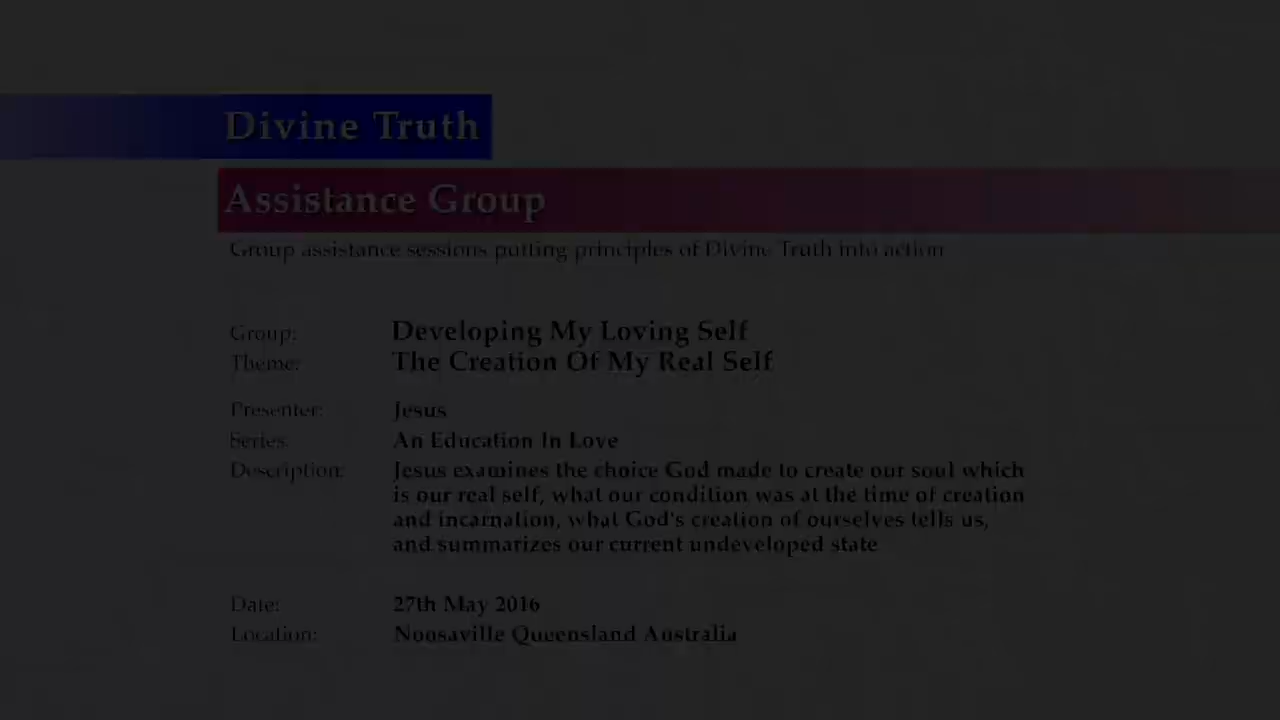 Divine Truth
Assistance Group
Group assistance sessions putting principles of Divine Truth into action
Group: Developing My Loving Self
Theme: The Creation Of My Real Self
Presenter: Jesus
Series: An Education In Love
Description: Jesus examines the choice God made to create our soul which
is our real self, what our condition was at the time of creation
and incarnation, what God's creation of ourselves tells us,
and summarizes our current undeveloped state
Date: 27th May 2016
Location: Noosaville Queensland Australia